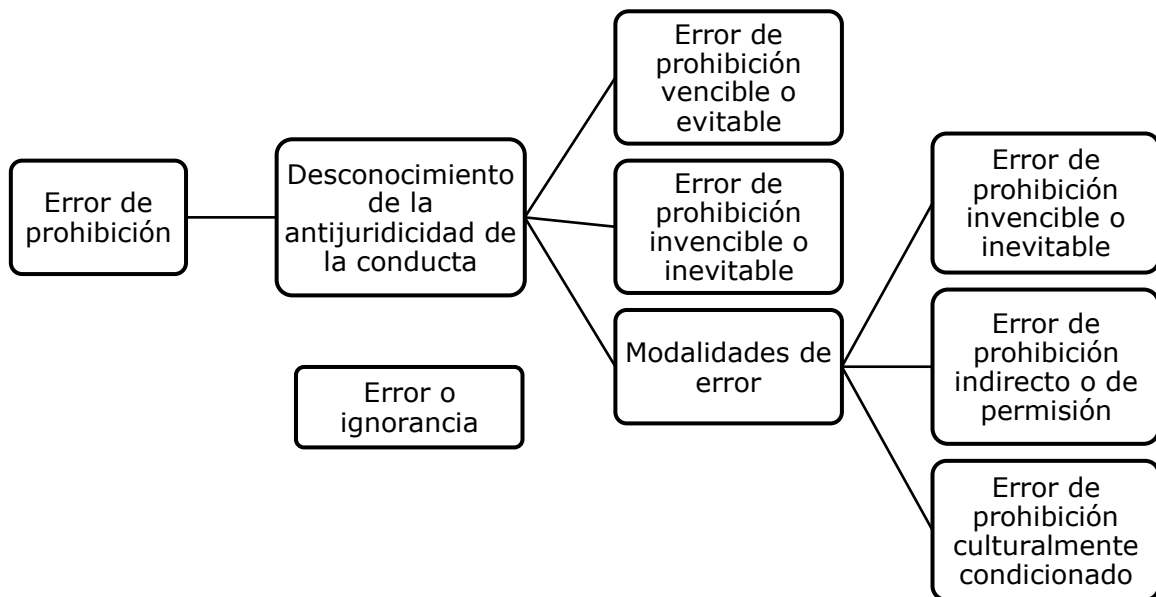 Error de
prohibición
Desconocimiento
de la
antijuridicidad de
la conducta
Error o
ignorancia
Error de
prohibición
vencible o
evitable
Error de
prohibición
invencible o
inevitable
Modalidades de
error
Error de
prohibición
invencible o
inevitable
Error de
prohibición
indirecto o de
permisión
Error de
prohibición
culturalmente
condicionado